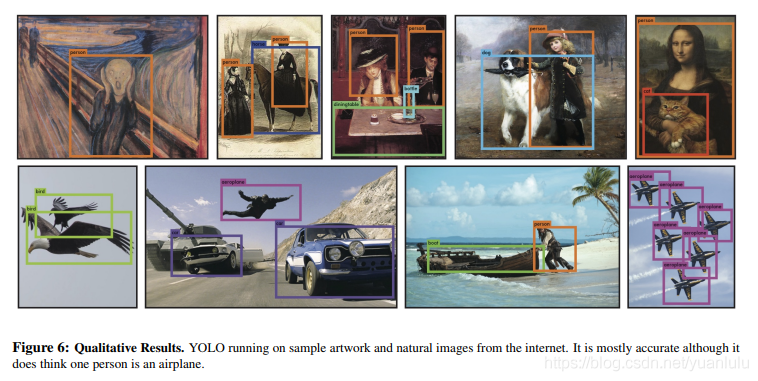 person
person
horse
person
person
person
bottle
diningtable
dog
person
person
cat
bird
bird
aeroplane
car
car
boat
person
aeroplane
aeroplane
aeroplane
aeroplane
aeroplane
aeroplane
Figure 6: Qualitative Results. YOLO running on sample artwork and natural images from the internet. It is mostly accurate although it
does think one person is an airplane.
https://blog.csdn.net/yuanlulu